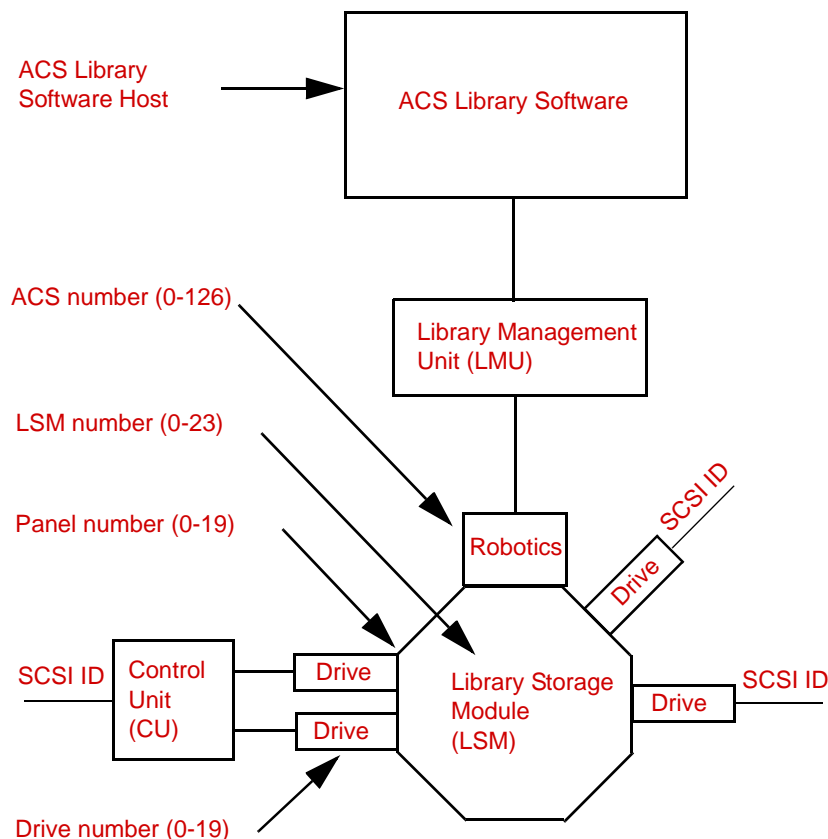 ACS Library
Software Host
ACS Library Software
ACS number (0-126)
Library Management
Unit (LMU)
LSM number (0-23)
Panel number (0-19)
Robotics
SCSI ID
Drive
SCSI ID
Control
Unit
(CU)
Drive
Drive
Library Storage
Module
(LSM)
Drive
SCSI ID
Drive number (0-19)